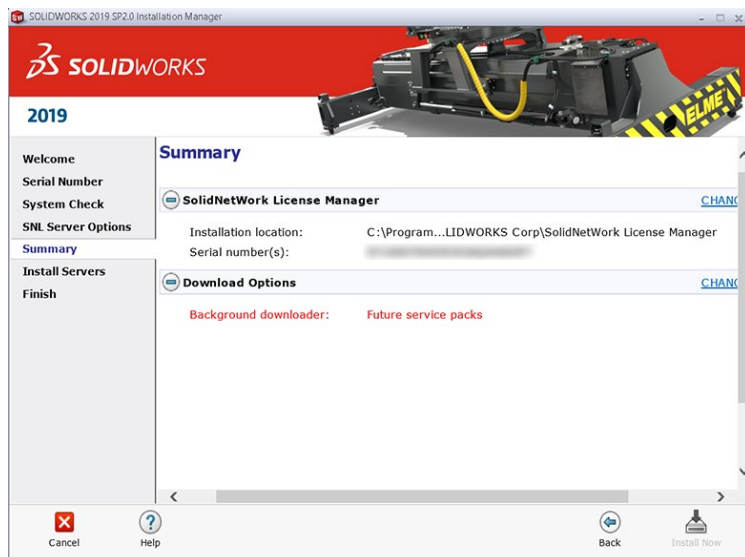 SOLIDWORKS 2019 SP2.0 Installation Manager
SOLIDWORKS
ELME
2019
Welcome
Serial Number
System Check
SNL Server Options
Summary
Install Servers
Finish
Summary
SolidNetWork License Manager CHANG
Installation location: C:\Program...LIDWORKS Corp\SolidNetWork License Manager
Serial number(s):
Download Options CHANG
Background downloader: Future service packs
Cancel
Help
Back
Install Now